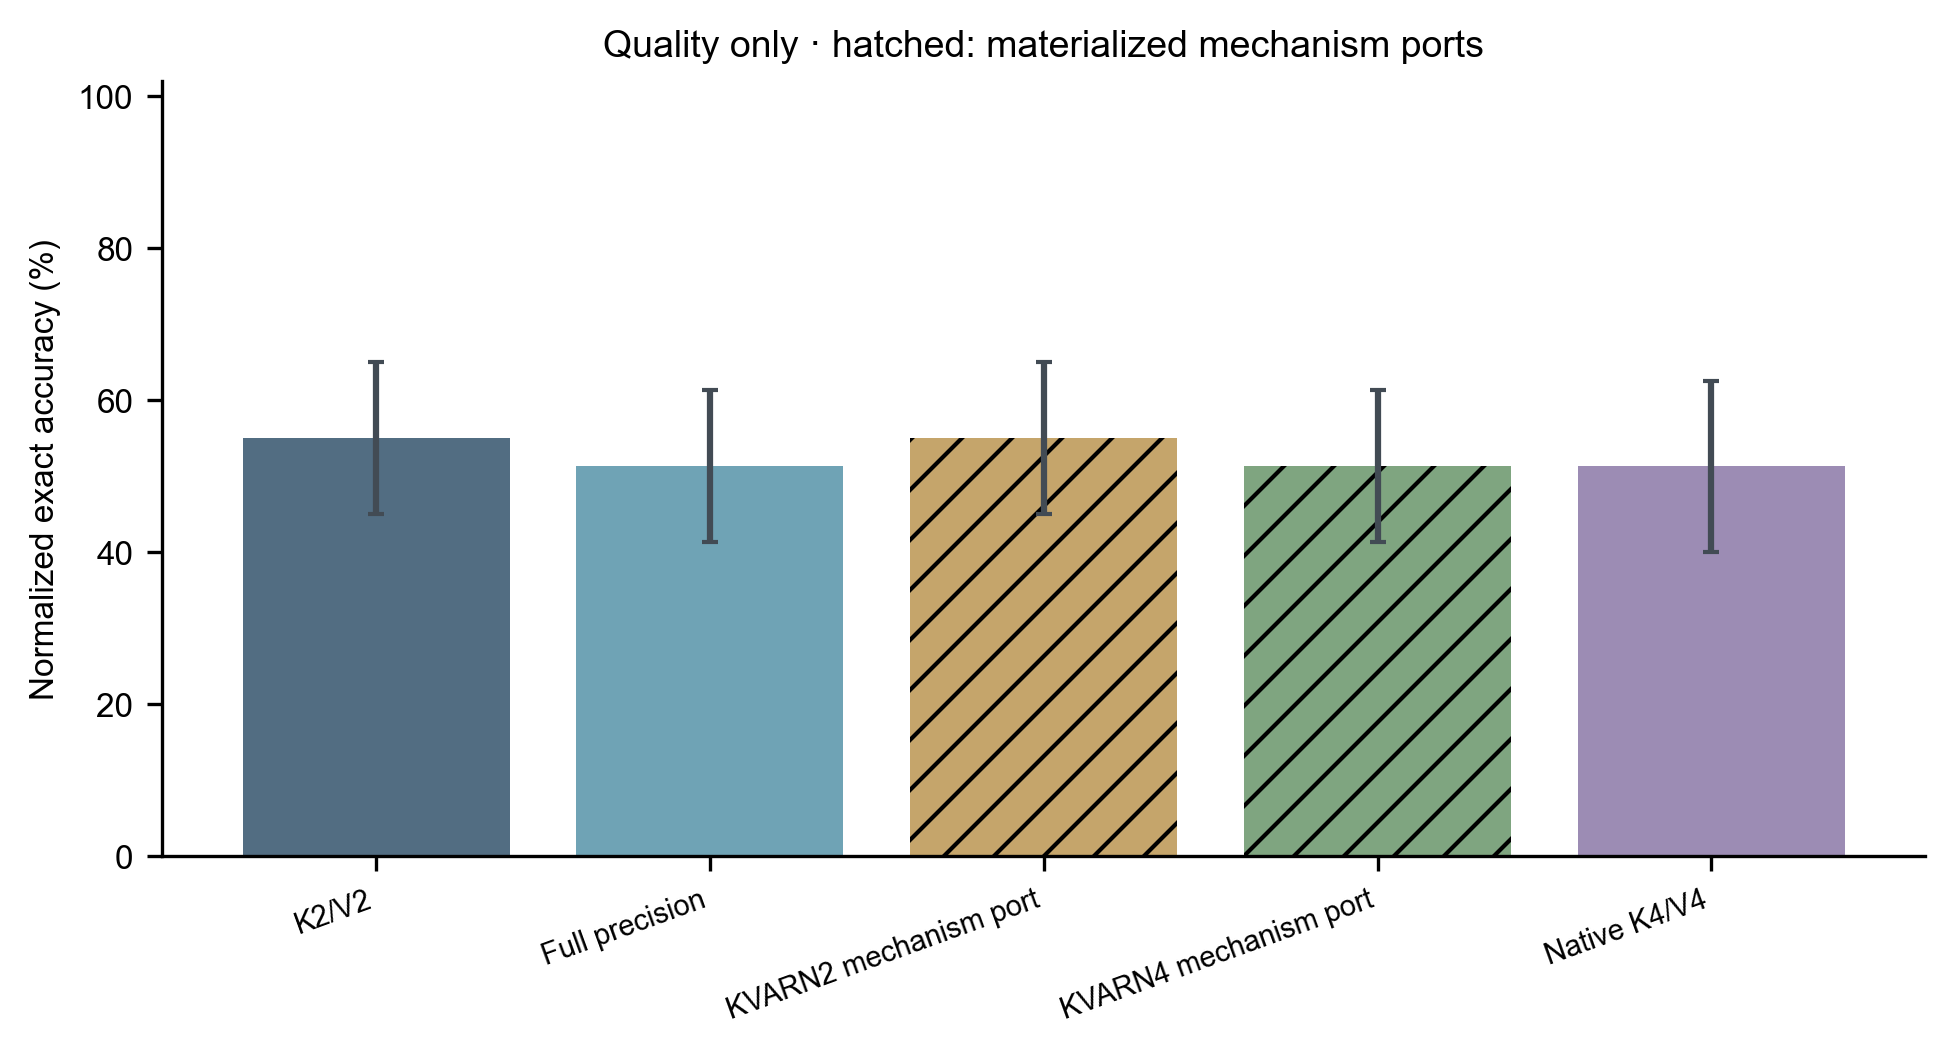 Quality only · hatched: materialized mechanism ports
Normalized exact accuracy (%)
100
80
60
40
20
0
K2/V2
Full precision
KVARN2 mechanism port
KVARN4 mechanism port
Native K4/V4